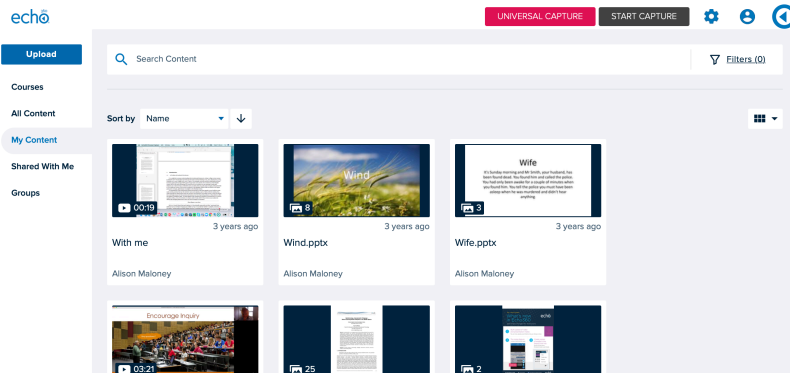 echo
UNIVERSAL CAPTURE
START CAPTURE
Upload
Search Content
Filters (0)
Courses
All Content
My Content
Shared With Me
Groups
Sort by
Name
00:19
3 years ago
With me
Alison Maloney
Wind
8
3 years ago
Wind.pptx
Alison Maloney
Wife
It's Sunday morning and Mr Smith, your husband, has
been found dead. You found him and called the police.
You had only been awake for a couple of minutes when
you found him. You tell the police you must have been
asleep when he was murdered and didn't hear
anything
3
3 years ago
Wife.pptx
Alison Maloney
Encourage Inquiry
03:21
25
echo
2